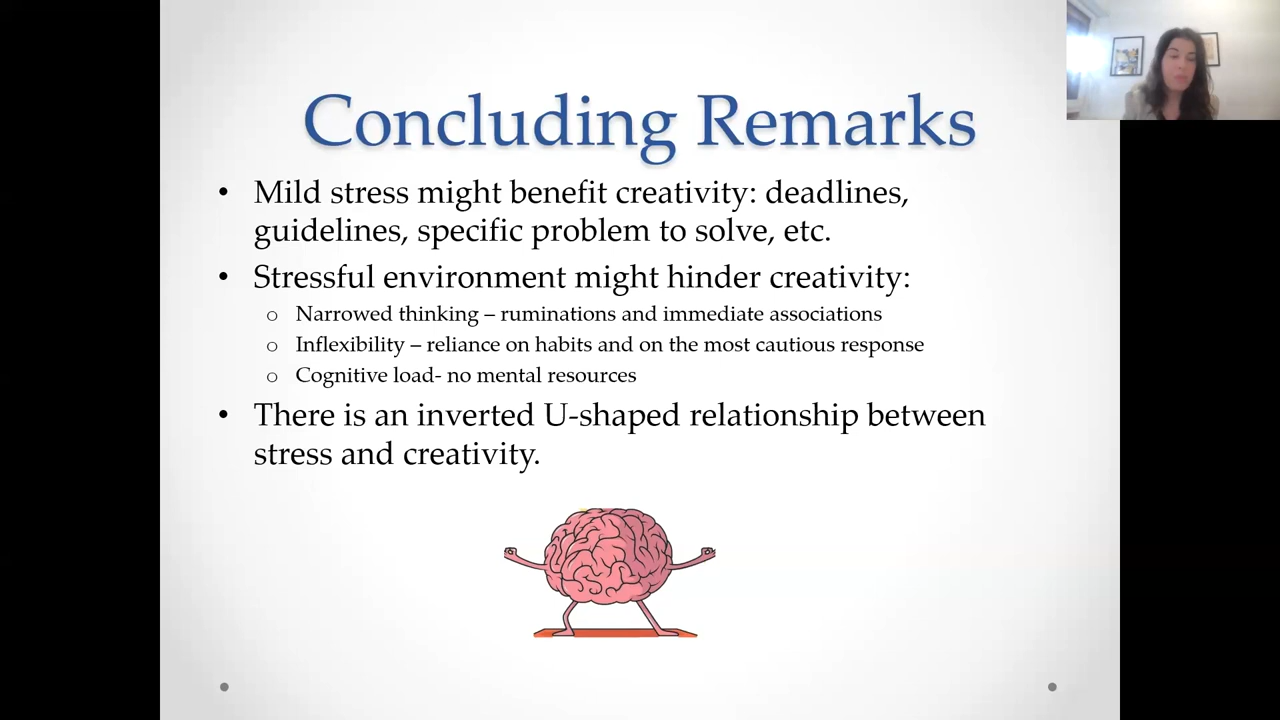 Concluding Remarks
• Mild stress might benefit creativity: deadlines,
guidelines, specific problem to solve, etc.
• Stressful environment might hinder creativity:
o Narrowed thinking – ruminations and immediate associations
o Inflexibility – reliance on habits and on the most cautious response
o Cognitive load- no mental resources
• There is an inverted U-shaped relationship between
stress and creativity.